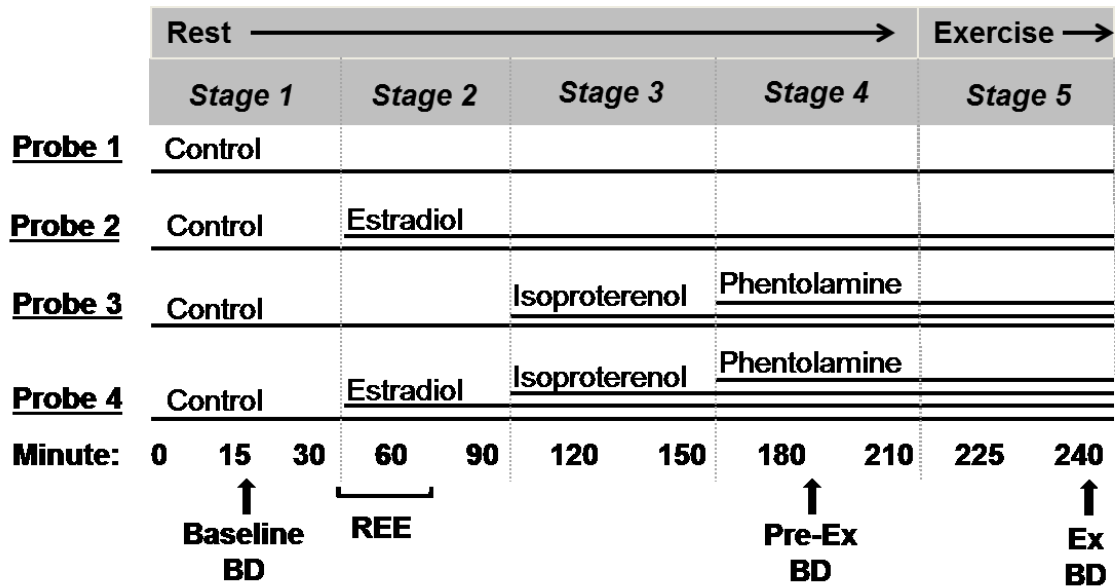 Rest Exercise
Stage 1 Stage 2 Stage 3 Stage 4 Stage 5
Probe 1 Control
Probe 2 Control Estradiol
Probe 3 Control Isoproterenol Phentolamine
Probe 4 Control Estradiol Isoproterenol Phentolamine
Minute: 0 15 30 60 90 120 150 180 210 225 240
Baseline BD
REE
Pre-Ex BD
Ex BD